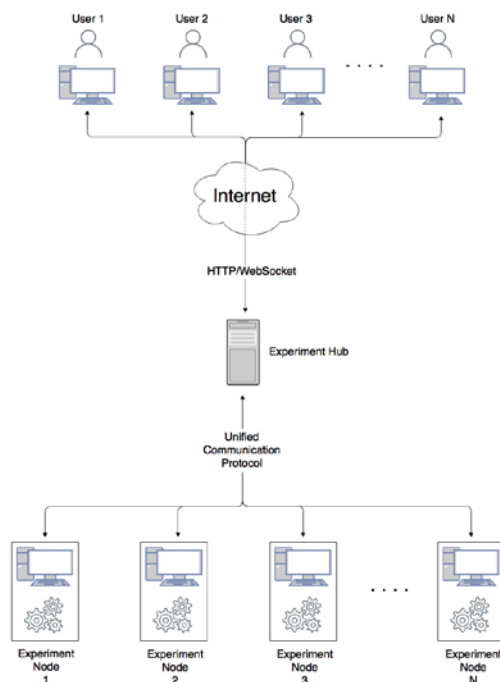 User 1 User 2 User 3 User N
Internet
HTTP/WebSocket
Experiment Hub
Unified
Communication
Protocol
Experiment Experiment Experiment Experiment
Node Node Node Node
1 2 3 N